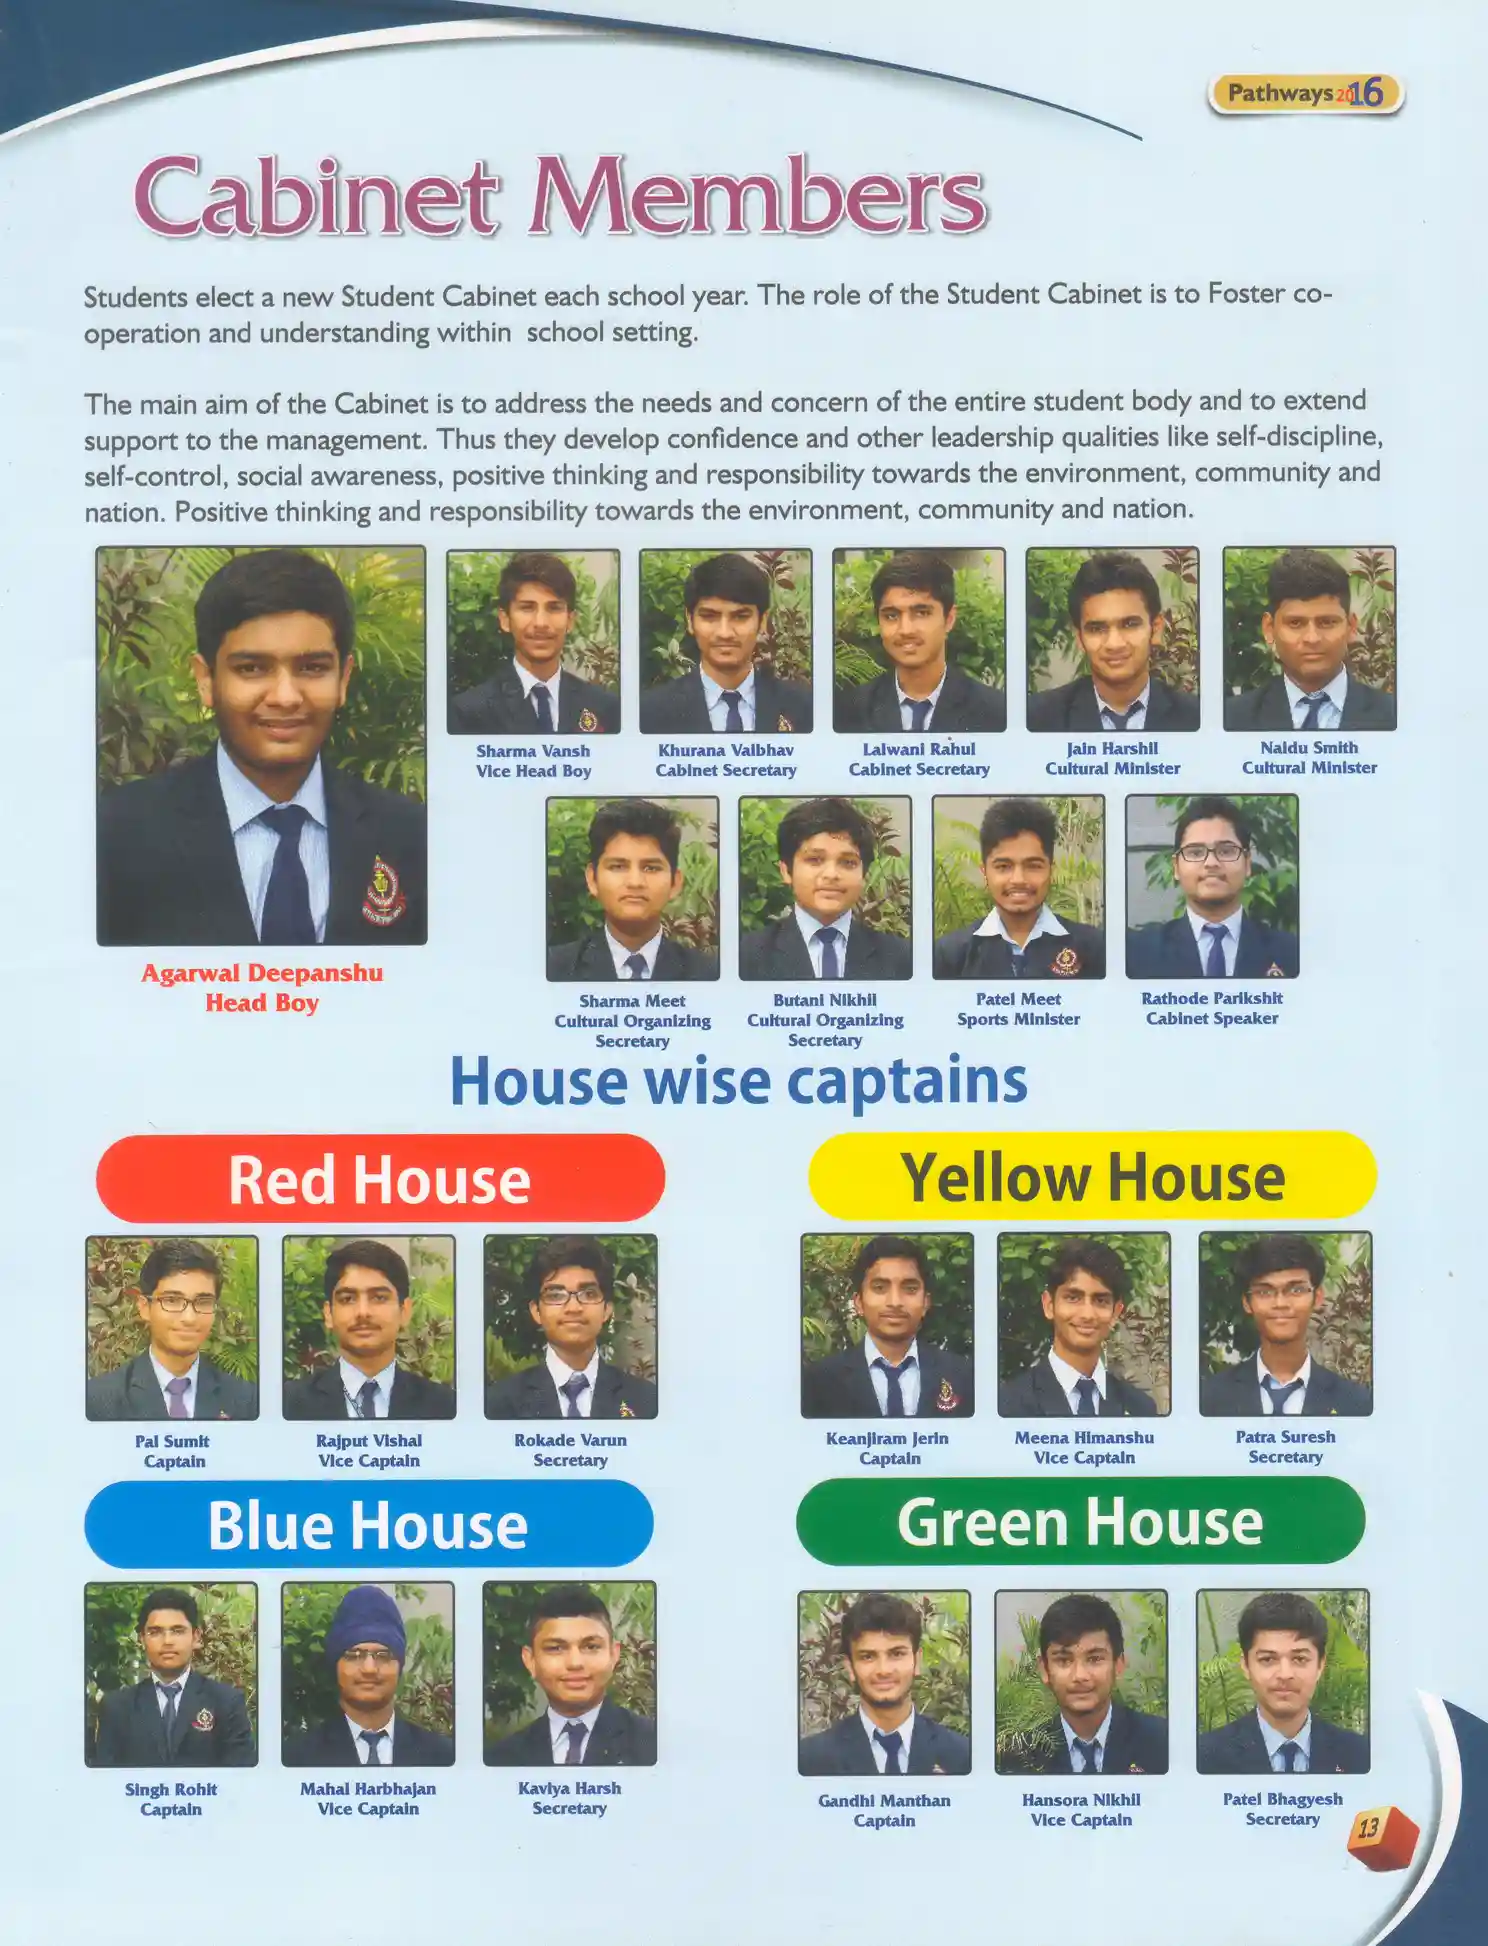 Pathways 2016
Cabinet Members
Students elect a new Student Cabinet each school year. The role of the Student Cabinet is to Foster co-
operation and understanding within school setting.
The main aim of the Cabinet is to address the needs and concern of the entire student body and to extend
support to the management. Thus they develop confidence and other leadership qualities like self-discipline,
self-control, social awareness, positive thinking and responsibility towards the environment, community and
nation. Positive thinking and responsibility towards the environment, community and nation.
Agarwal Deepanshu
Head Boy
Sharma Vansh
Vice Head Boy
Khurana Vaibhav
Cabinet Secretary
Lalwani Rahul
Cabinet Secretary
Jain Harshil
Cultural Minister
Naidu Smith
Cultural Minister
Sharma Meet
Cultural Organizing
Secretary
Butani Nikhil
Cultural Organizing
Secretary
Patel Meet
Sports Minister
Rathode Parikshit
Cabinet Speaker
House wise captains
Red House
Pal Sumit
Captain
Rajput Vishal
Vice Captain
Rokade Varun
Secretary
Yellow House
Keanjiram Jerin
Captain
Meena Himanshu
Vice Captain
Patra Suresh
Secretary
Blue House
Singh Rohit
Captain
Mahal Harbhajan
Vice Captain
Kaviya Harsh
Secretary
Green House
Gandhi Manthan
Captain
Hansora Nikhil
Vice Captain
Patel Bhagyesh
Secretary
13